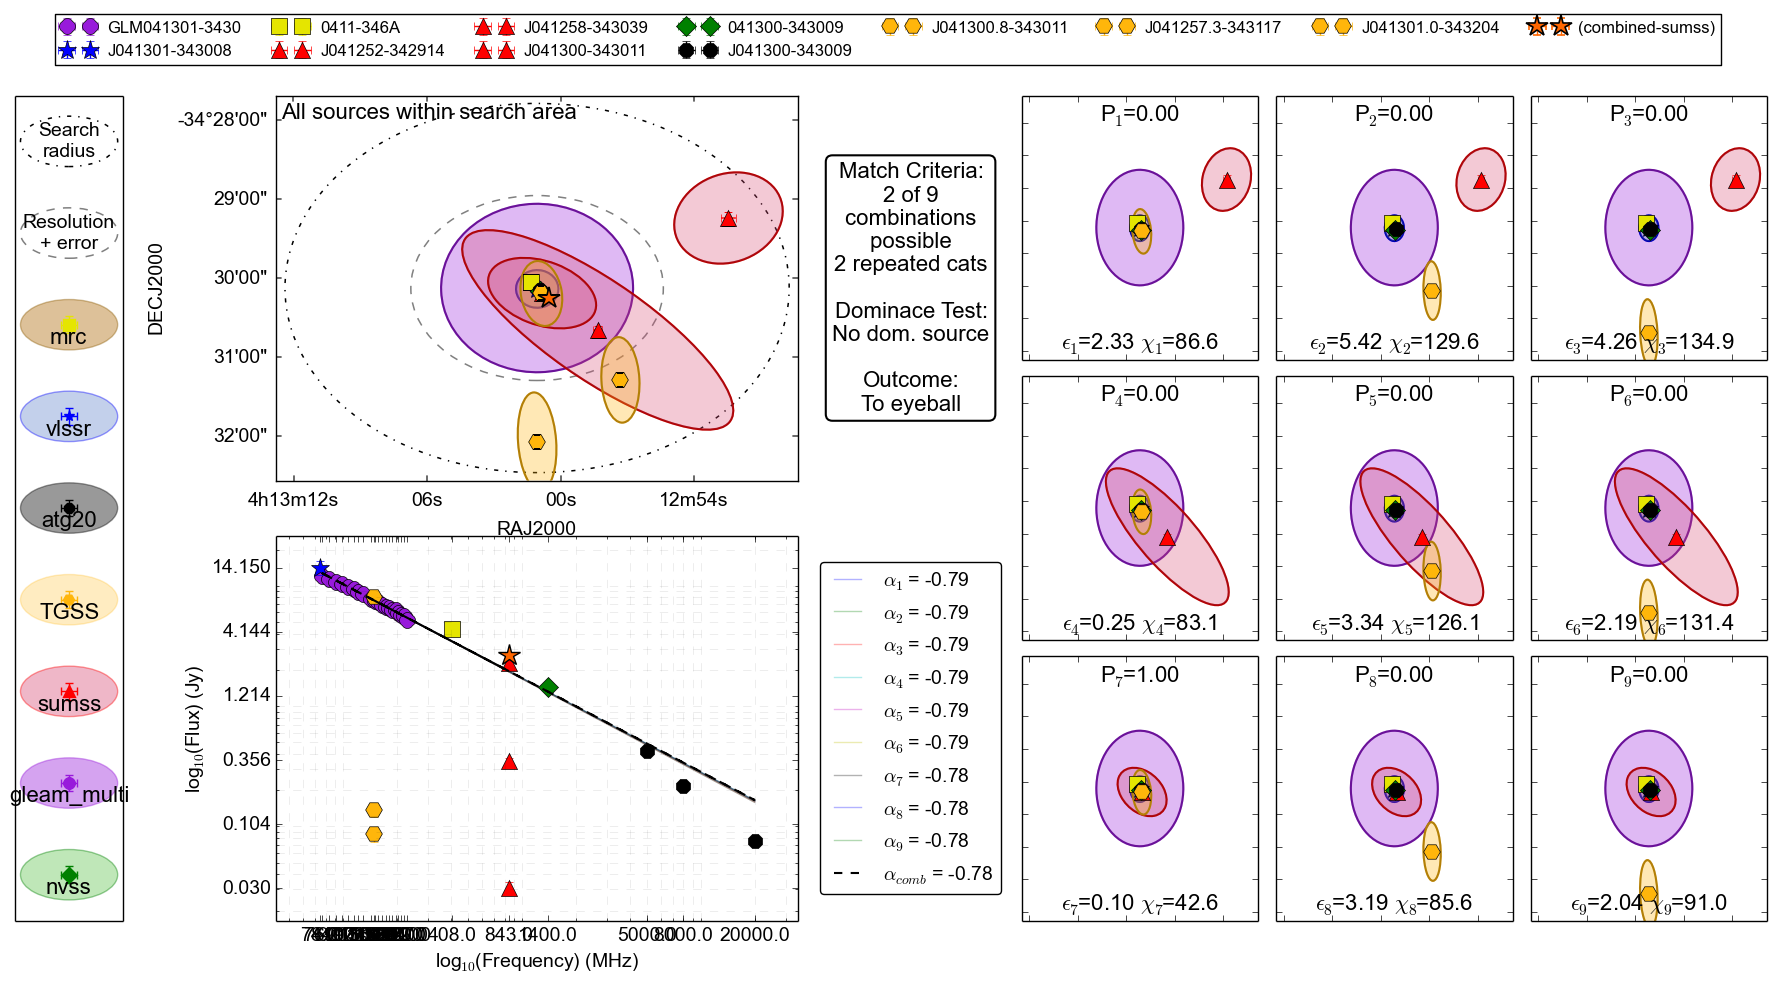 GLM041301-3430 0411-346A J041258-343039 041300-343009 J041300.8-343011 J041257.3-343117 J041301.0-343204 (combined-sumss)
J041301-343008 J041252-342914 J041300-343011 J041300-343009
Search
radius
Resolution
+ error
mrc
vlssr
atg20
TGSS
sumss
gleam_multi
nvss
All sources within search area
-34°28'00"
29'00"
30'00"
31'00"
32'00"
DECJ2000
4h13m12s 06s 00s 12m54s
RAJ2000
Match Criteria:
2 of 9
combinations
possible
2 repeated cats
Dominace Test:
No dom. source
Outcome:
To eyeball
14.150
4.144
1.214
0.356
0.104
0.030
log10(Flux) (Jy)
408.0 843.0 1400.0 5000.0 8000.0 20000.0
log10(Frequency) (MHz)
α1 = -0.79
α2 = -0.79
α3 = -0.79
α4 = -0.79
α5 = -0.79
α6 = -0.79
α7 = -0.78
α8 = -0.78
α9 = -0.78
αcomb = -0.78
P1=0.00
ϵ1=2.33 χ1=86.6
P2=0.00
ϵ2=5.42 χ2=129.6
P3=0.00
ϵ3=4.26 χ3=134.9
P4=0.00
ϵ4=0.25 χ4=83.1
P5=0.00
ϵ5=3.34 χ5=126.1
P6=0.00
ϵ6=2.19 χ6=131.4
P7=1.00
ϵ7=0.10 χ7=42.6
P8=0.00
ϵ8=3.19 χ8=85.6
P9=0.00
ϵ9=2.04 χ9=91.0